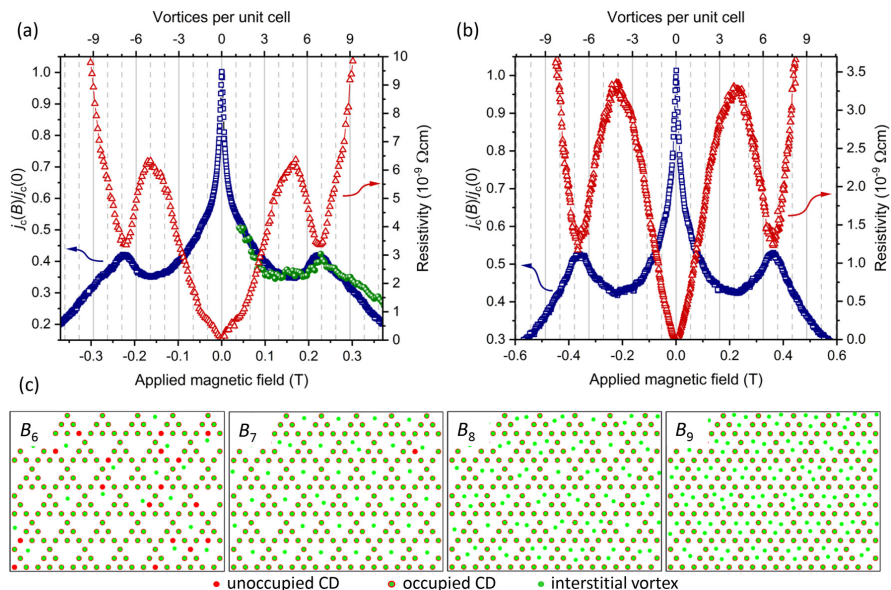 Vortices per unit cell
Vortices per unit cell
(a)
-9 -6 -3 0 3 6 9
10
(b)
-9 -6 -3 0 3 6 9
1.0
0.9
0.8
0.7
0.6
0.5
0.4
0.3
0.2
jc(B)/jc(0)
9
8
7
6
5
4
3
2
1
0
Resistivity (10⁻⁹ Ωcm)
-0.3 -0.2 -0.1 0.0 0.1 0.2 0.3
Applied magnetic field (T)
1.0
0.9
0.8
0.7
0.6
0.5
0.4
0.3
jc(B)/jc(0)
3.5
3.0
2.5
2.0
1.5
1.0
0.5
0.0
Resistivity (10⁻⁹ Ωcm)
-0.6 -0.4 -0.2 0.0 0.2 0.4 0.6
Applied magnetic field (T)
(c)
B6
B7
B8
B9
unoccupied CD occupied CD interstitial vortex